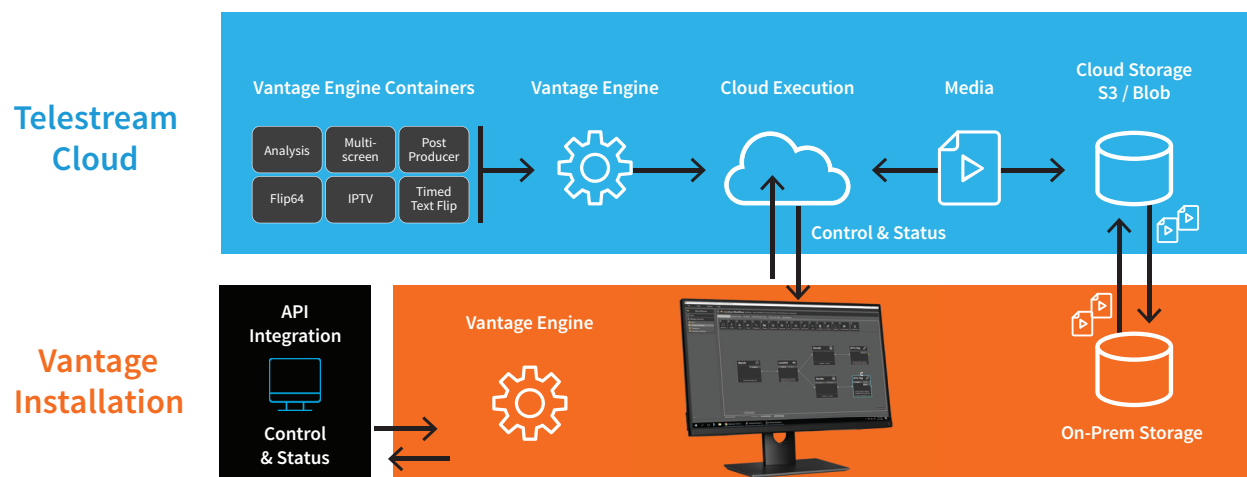 Telestream
Cloud
Vantage Engine Containers
Analysis
Multi-
screen
Post
Producer
Flip64
IPTV
Timed
Text Flip
Vantage Engine
Cloud Execution
Media
Cloud Storage
S3 / Blob
Control & Status
Vantage
Installation
API
Integration
Control
& Status
Vantage Engine
On-Prem Storage